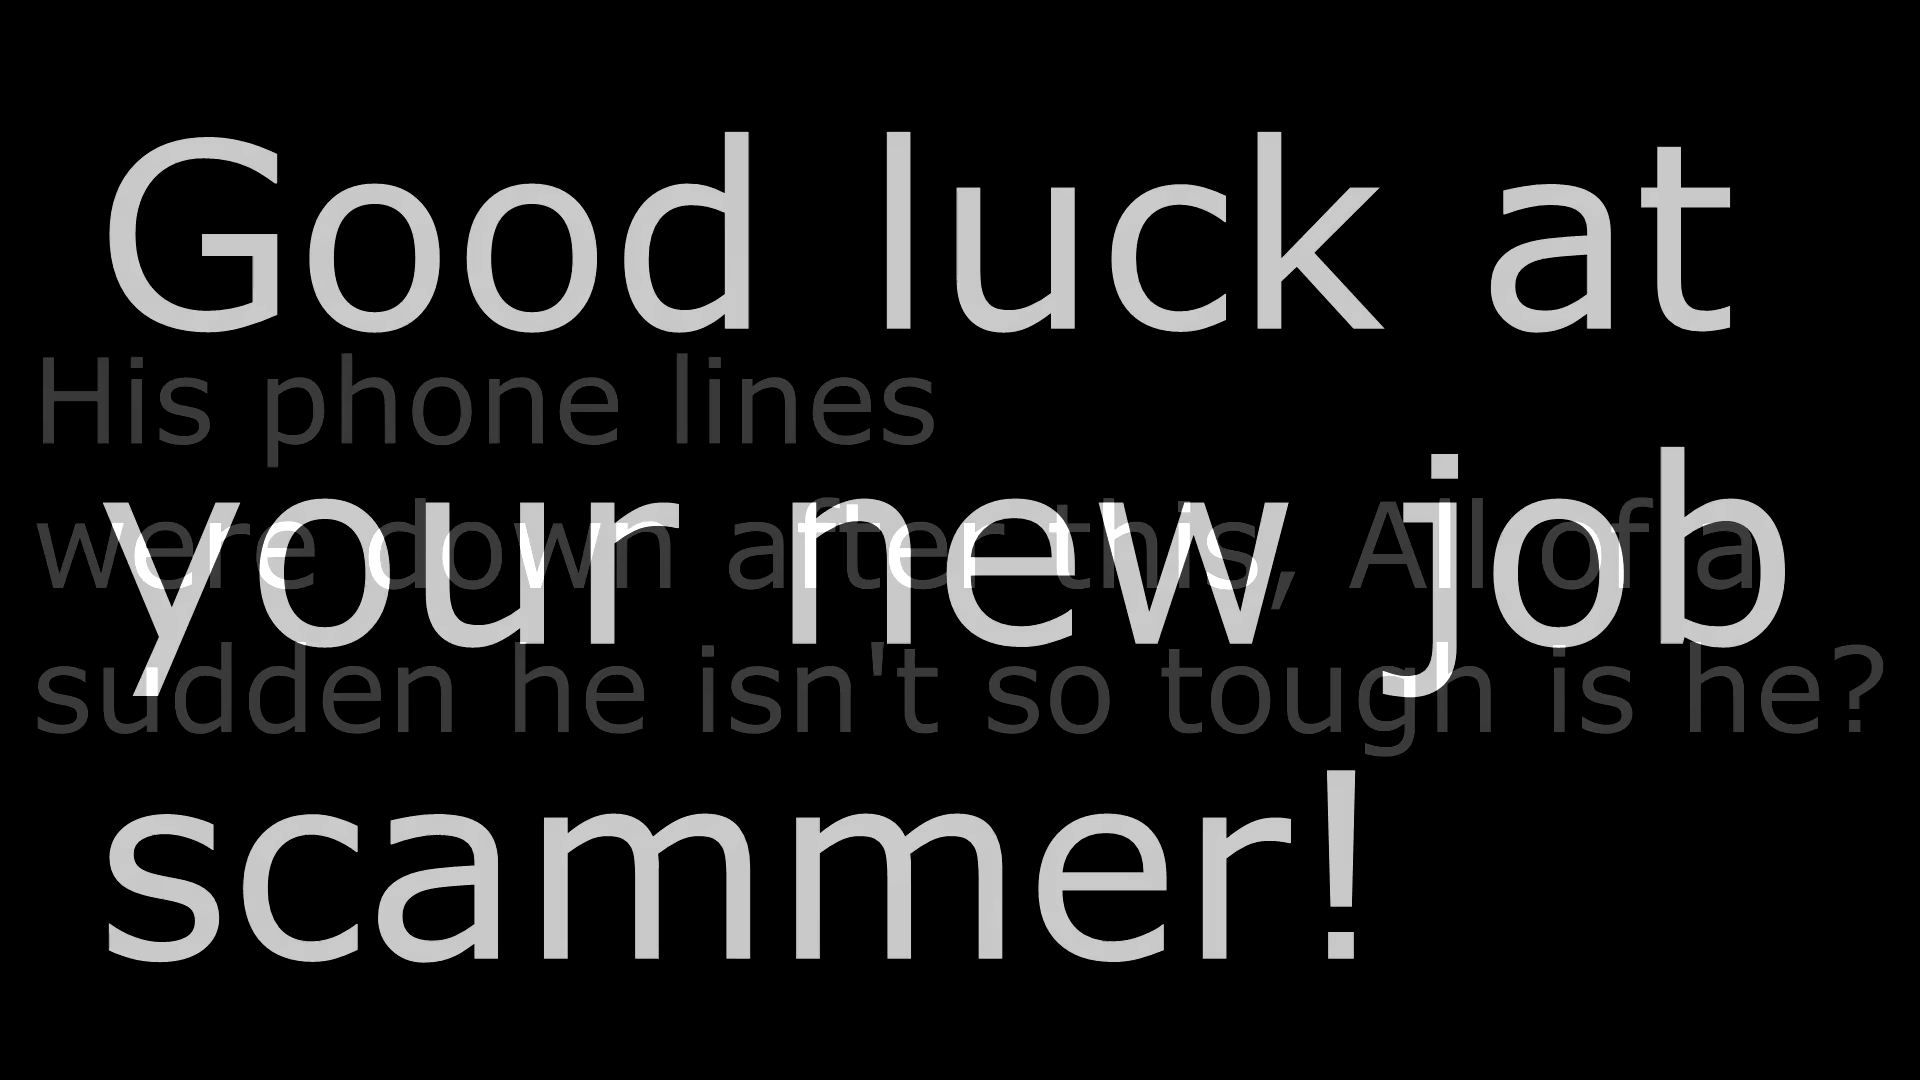 Good luck at
His phone lines
your new job
were down after this, All of a
sudden he isn't so tough is he?
scammer!